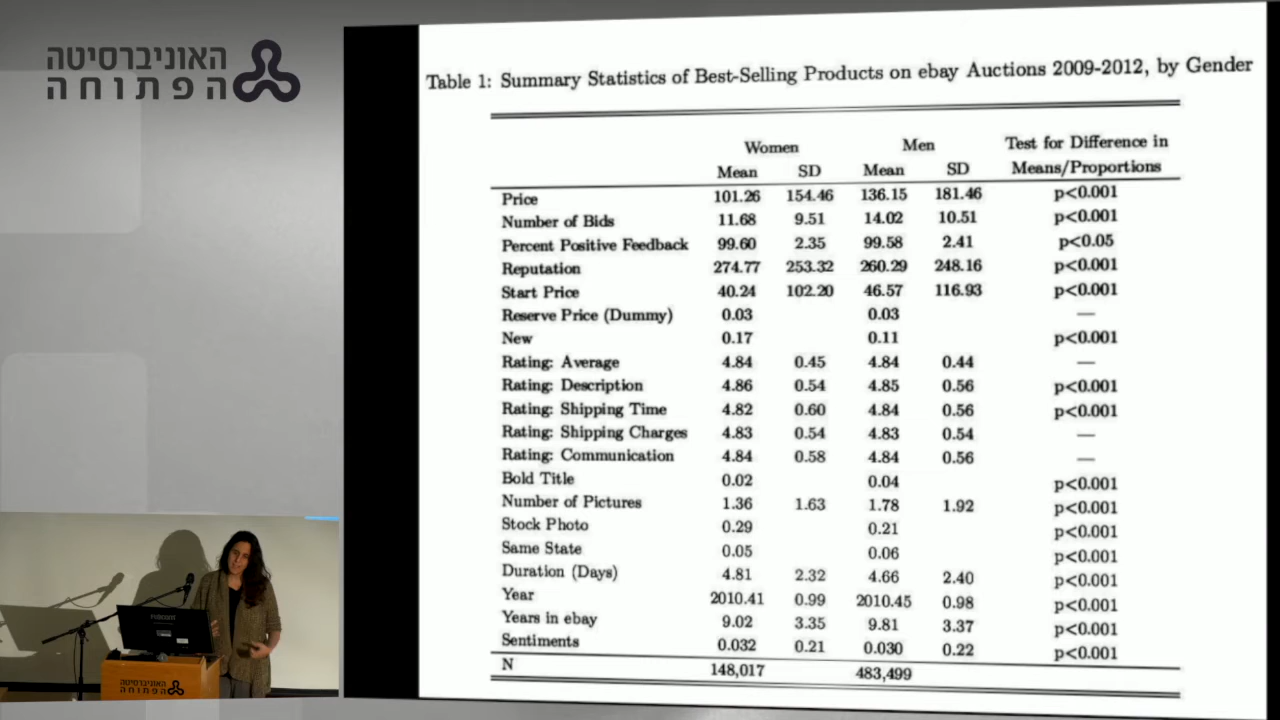 האוניברסיטה
הפתוחה
Table 1: Summary Statistics of Best-Selling Products on ebay Auctions 2009-2012, by Gender
Women Men Test for Difference in
Mean SD Mean SD Means/Proportions
Price 101.26 154.46 136.15 181.46 p<0.001
Number of Bids 11.68 9.51 14.02 10.51 p<0.001
Percent Positive Feedback 99.60 2.35 99.58 2.41 p<0.05
Reputation 274.77 253.32 260.29 248.16 p<0.001
Start Price 40.24 102.20 46.57 116.93 p<0.001
Reserve Price (Dummy) 0.03 0.03 —
New 0.17 0.11 p<0.001
Rating: Average 4.84 0.45 4.84 0.44 —
Rating: Description 4.86 0.54 4.85 0.56 p<0.001
Rating: Shipping Time 4.82 0.60 4.84 0.56 p<0.001
Rating: Shipping Charges 4.83 0.54 4.83 0.54 —
Rating: Communication 4.84 0.58 4.84 0.56 —
Bold Title 0.02 0.04 p<0.001
Number of Pictures 1.36 1.63 1.78 1.92 p<0.001
Stock Photo 0.29 0.21 p<0.001
Same State 0.05 0.06 p<0.001
Duration (Days) 4.81 2.32 4.66 2.40 p<0.001
Year 2010.41 0.99 2010.45 0.98 p<0.001
Years in ebay 9.02 3.35 9.81 3.37 p<0.001
Sentiments 0.032 0.21 0.030 0.22 p<0.001
N 148,017 483,499
האוניברסיטה
הפתוחה